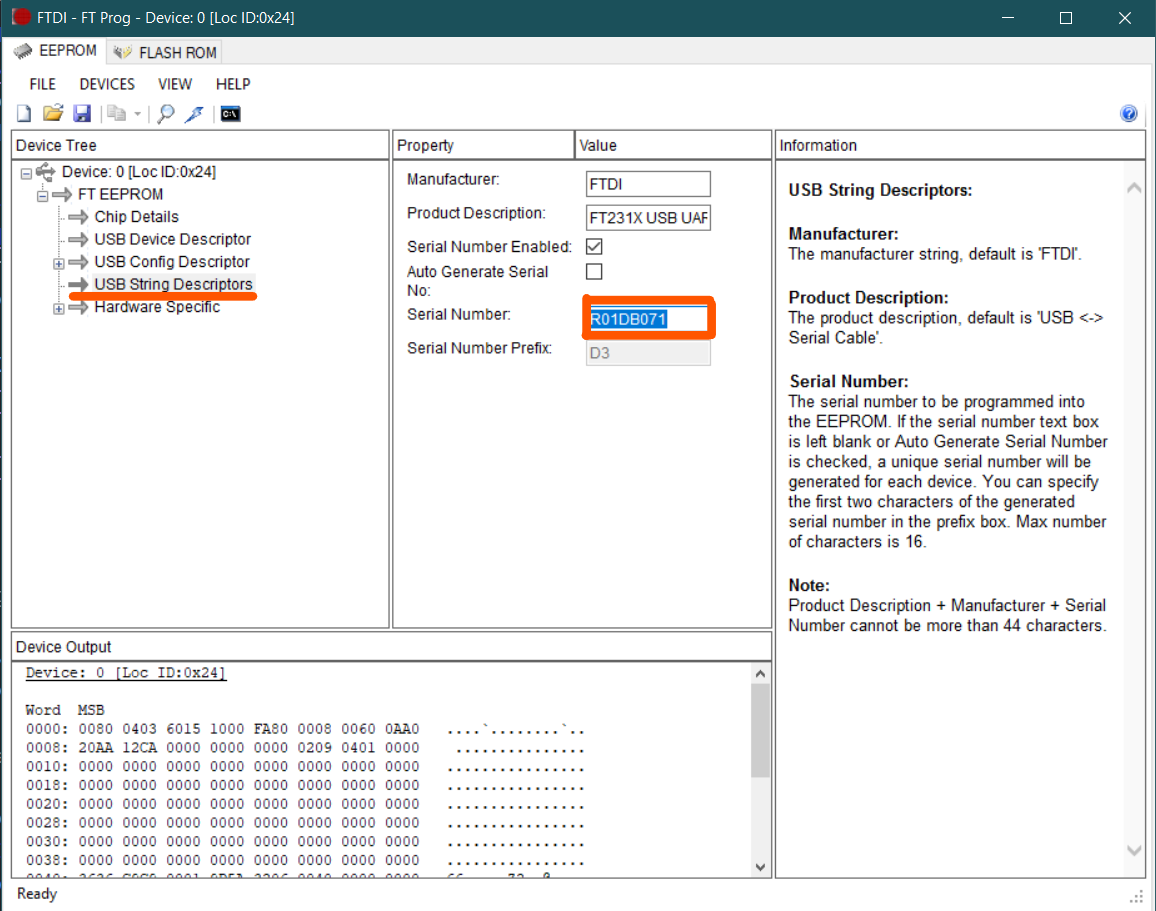 FTDI - FT Prog - Device: 0 [Loc ID:0x24]
EEPROM FLASH ROM
FILE DEVICES VIEW HELP
C:\
Device Tree
Device: 0 [Loc ID:0x24]
FT EEPROM
Chip Details
USB Device Descriptor
USB Config Descriptor
USB String Descriptors
Hardware Specific
Property Value
Manufacturer: FTDI
Product Description: FT231X USB UAF
Serial Number Enabled:
Auto Generate Serial
No:
Serial Number: R01DB071
Serial Number Prefix: D3
Information
USB String Descriptors:
Manufacturer:
The manufacturer string, default is 'FTDI'.
Product Description:
The product description, default is 'USB <->
Serial Cable'.
Serial Number:
The serial number to be programmed into
the EEPROM. If the serial number text box
is left blank or Auto Generate Serial Number
is checked, a unique serial number will be
generated for each device. You can specify
the first two characters of the generated
serial number in the prefix box. Max number
of characters is 16.
Note:
Product Description + Manufacturer + Serial
Number cannot be more than 44 characters.
Device Output
Device: 0 [Loc ID:0x24]
Word MSB
0000: 0080 0403 6015 1000 FA80 0008 0060 0AA0 ....`........`..
0008: 20AA 12CA 0000 0000 0000 0209 0401 0000 ...............
0010: 0000 0000 0000 0000 0000 0000 0000 0000 ................
0018: 0000 0000 0000 0000 0000 0000 0000 0000 ................
0020: 0000 0000 0000 0000 0000 0000 0000 0000 ................
0028: 0000 0000 0000 0000 0000 0000 0000 0000 ................
0030: 0000 0000 0000 0000 0000 0000 0000 0000 ................
0038: 0000 0000 0000 0000 0000 0000 0000 0000 ................
Ready